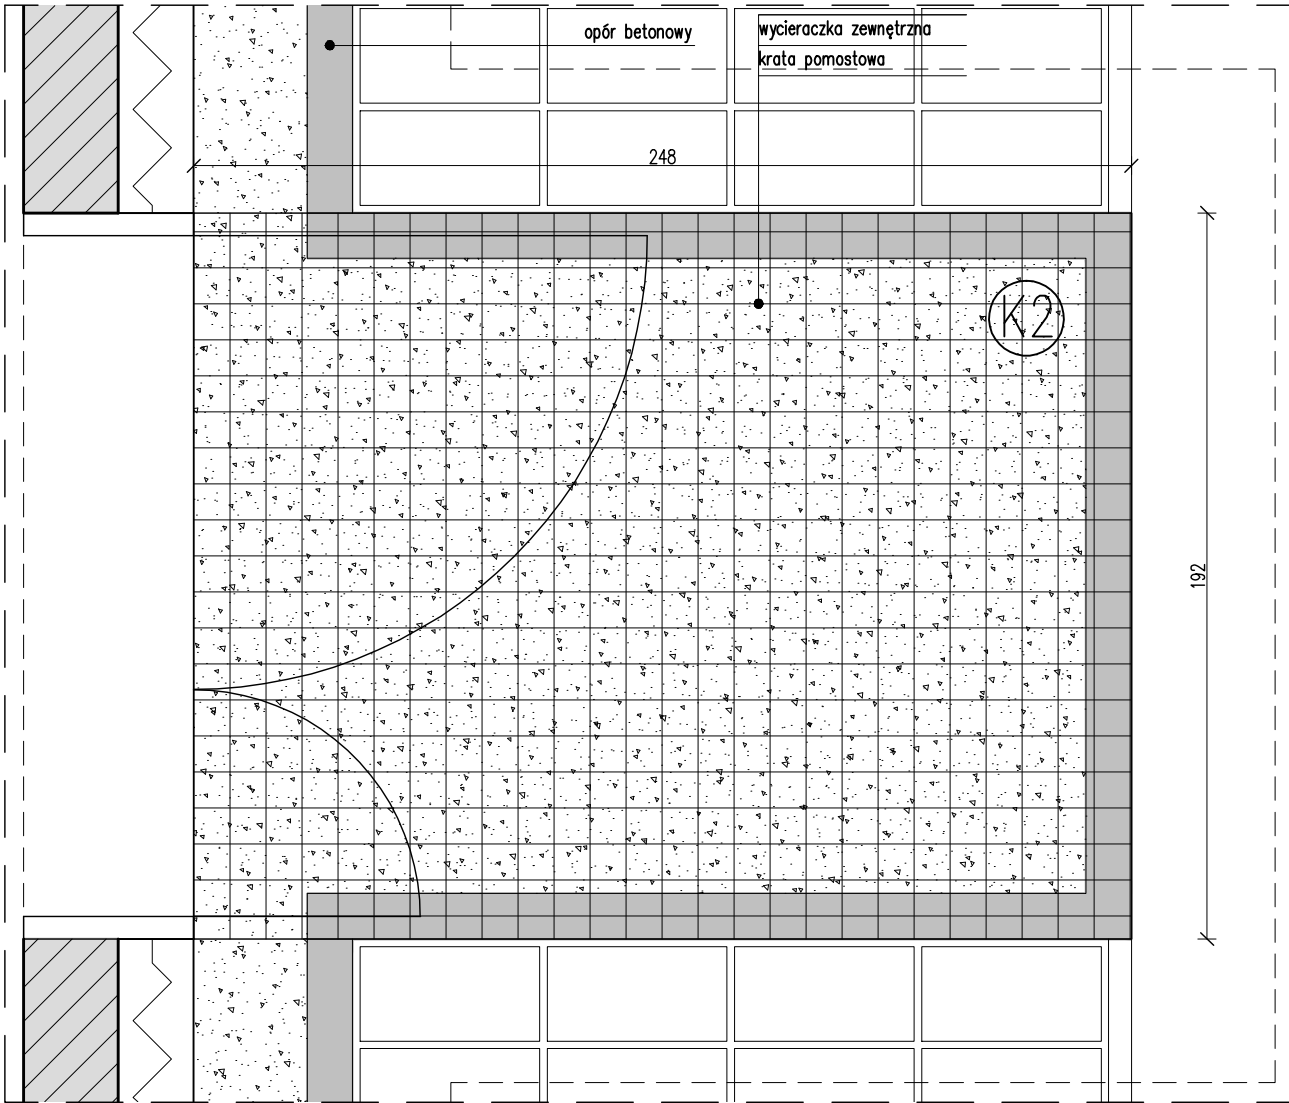 opór betonowy
wycieraczka zewnętrzna
krata pomostowa
248
K2
192